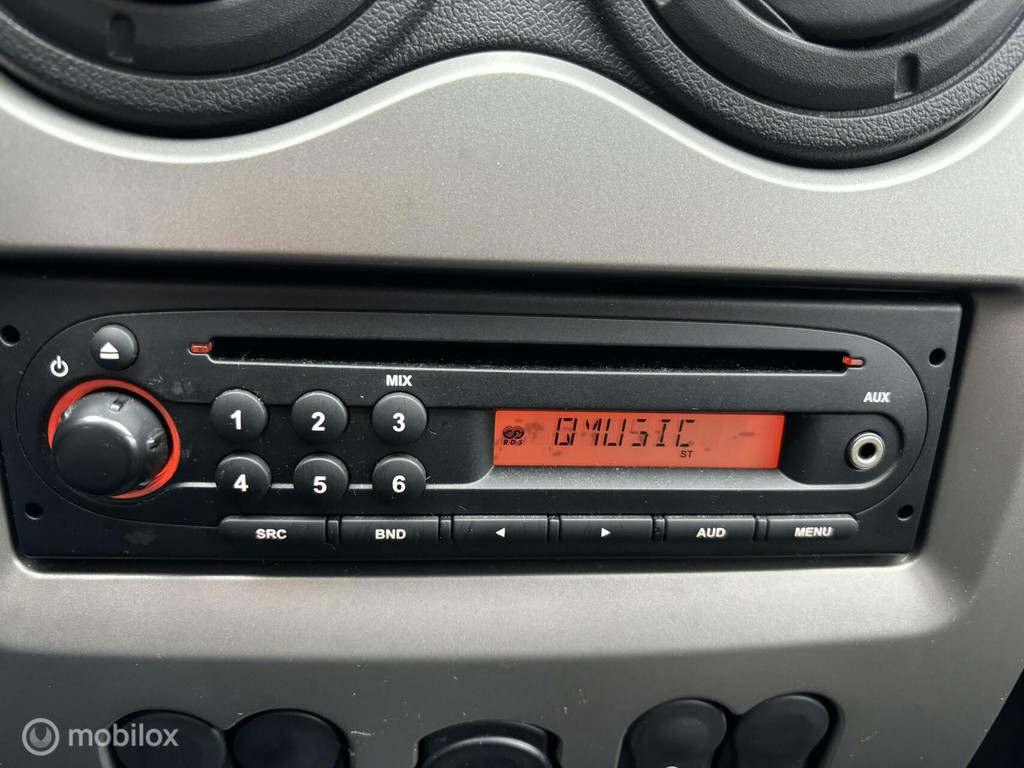 MIX
AUX
1 2 3
RDS QMUSIC
ST
4 5 6
SRC BND ◄ ► AUD MENU
mobilox